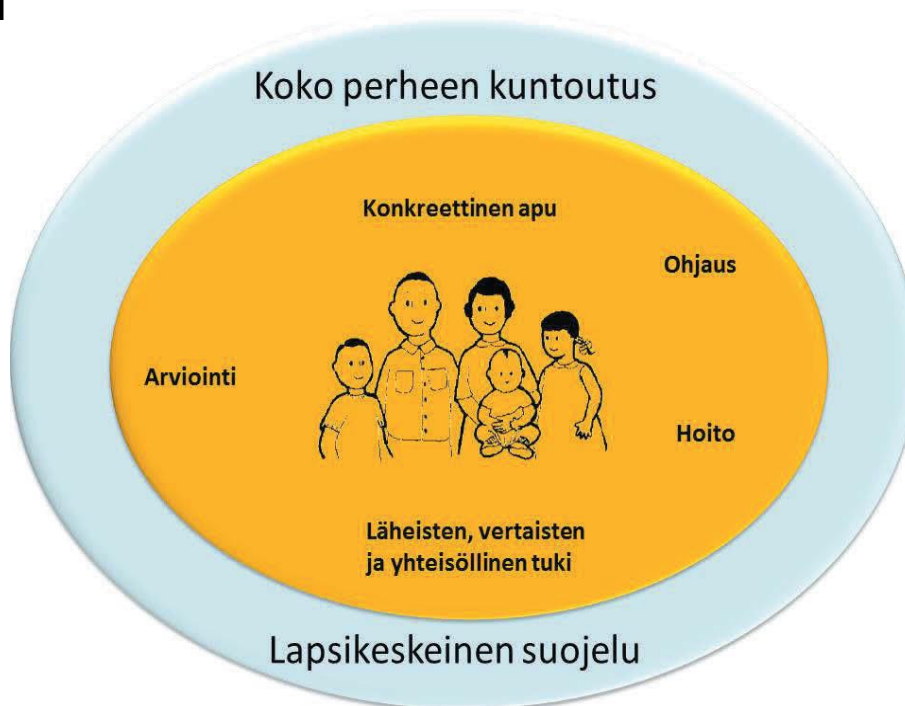 Koko perheen kuntoutus
Konkreettinen apu
Ohjaus
Arviointi
Hoito
Läheisten, vertaisten
ja yhteisöllinen tuki
Lapsikeskeinen suojelu